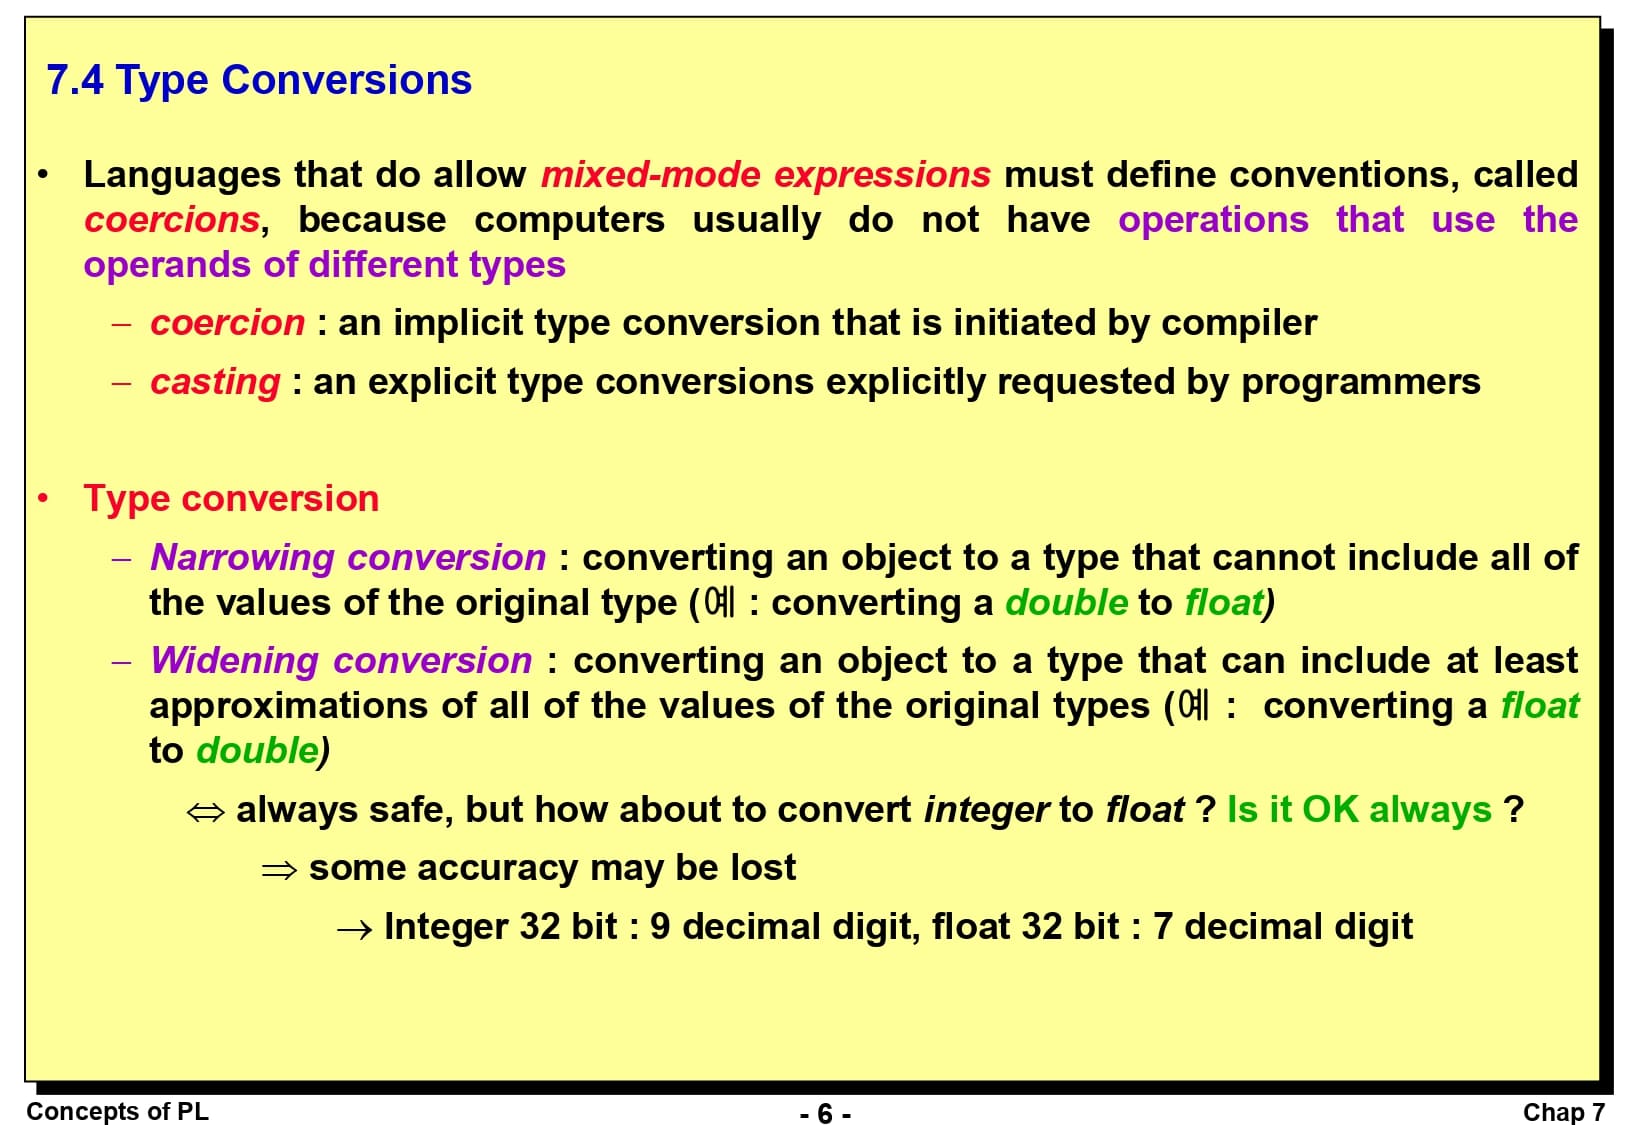 7.4 Type Conversions
• Languages that do allow mixed-mode expressions must define conventions, called
coercions, because computers usually do not have operations that use the
operands of different types
– coercion : an implicit type conversion that is initiated by compiler
– casting : an explicit type conversions explicitly requested by programmers
• Type conversion
– Narrowing conversion : converting an object to a type that cannot include all of
the values of the original type (예 : converting a double to float)
– Widening conversion : converting an object to a type that can include at least
approximations of all of the values of the original types (예 : converting a float
to double)
⇔ always safe, but how about to convert integer to float ? Is it OK always ?
⇒ some accuracy may be lost
→ Integer 32 bit : 9 decimal digit, float 32 bit : 7 decimal digit
Concepts of PL
- 6 -
Chap 7